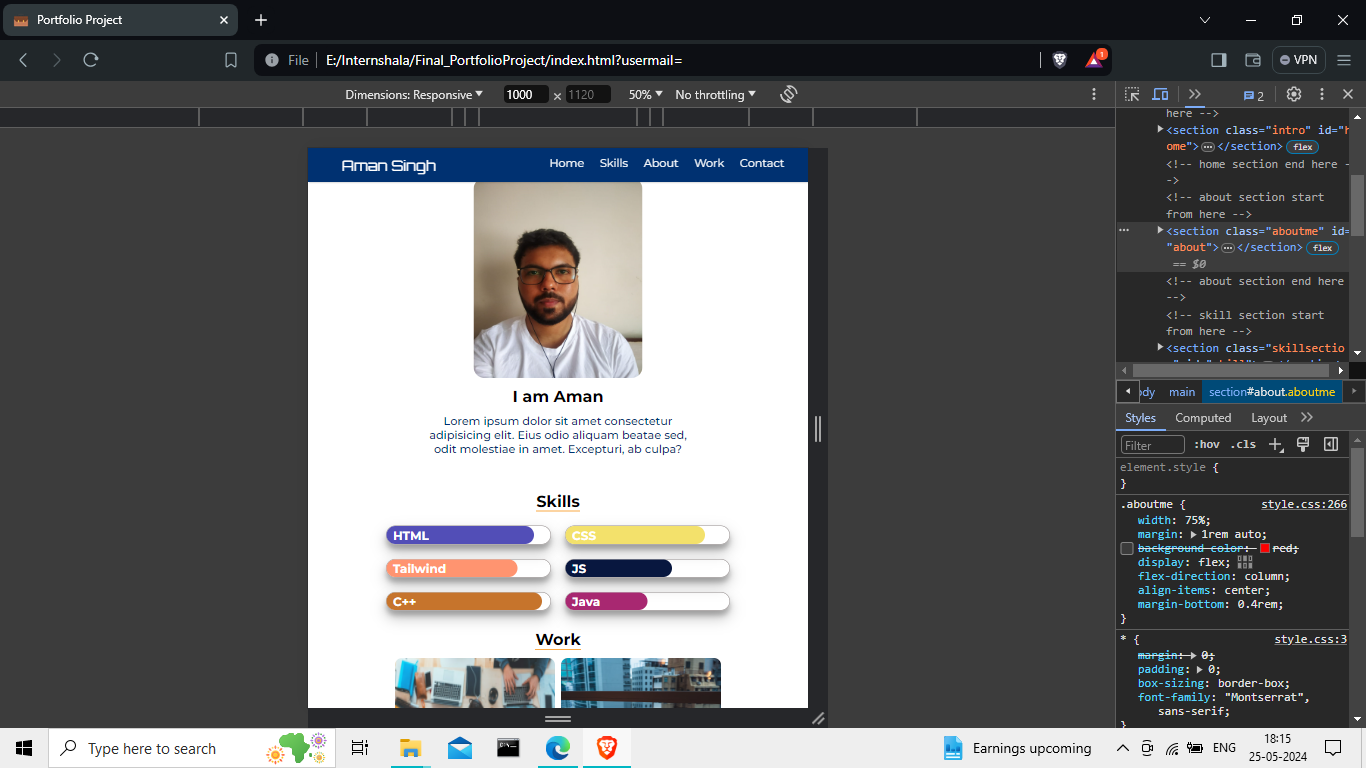 Portfolio Project
File
E:/Internshala/Final_PortfolioProject/index.html?usermail=
1
VPN
Dimensions: Responsive
1000 × 1120
50%
No throttling
2
Aman Singh
Home Skills About Work Contact
I am Aman
Lorem ipsum dolor sit amet consectetur
adipisicing elit. Eius odio aliquam beatae sed,
odit molestiae in amet. Excepturi, ab culpa?
Skills
HTML CSS
Tailwind JS
C++ Java
Work
here -->
<section class="intro" id="h
ome"> … </section> flex
<!-- home section end here -
->
<!-- about section start
from here -->
… <section class="aboutme" id=
"about"> … </section> flex
== $0
<!-- about section end here
-->
<!-- skill section start
from here -->
<section class="skillsectio
dy main section#about.aboutme
Styles Computed Layout
Filter :hov .cls
element.style {
}
.aboutme { style.css:266
width: 75%;
margin: 1rem auto;
background-color: red;
display: flex;
flex-direction: column;
align-items: center;
margin-bottom: 0.4rem;
}
* { style.css:3
margin: 0;
padding: 0;
box-sizing: border-box;
font-family: "Montserrat",
sans-serif;
}
Type here to search
Earnings upcoming
ENG
18:15
25-05-2024